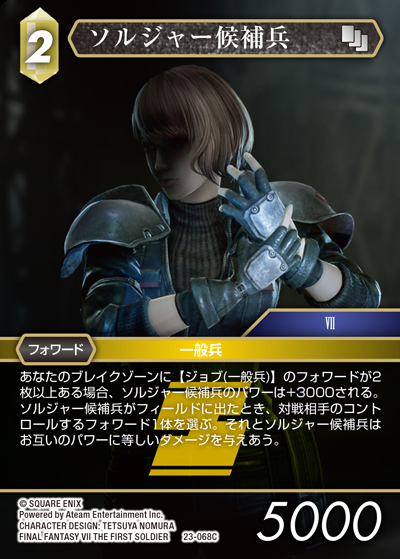 2
ソルジャー候補兵
VII
フォワード
一般兵
あなたのブレイクゾーンに【ジョブ(一般兵)】のフォワードが2
枚以上ある場合、ソルジャー候補兵のパワーは+3000される。
ソルジャー候補兵がフィールドに出たとき、対戦相手のコント
ロールするフォワード1体を選ぶ。それとソルジャー候補兵は
お互いのパワーに等しいダメージを与えあう。
© SQUARE ENIX
Powered by Ateam Entertainment Inc.
CHARACTER DESIGN: TETSUYA NOMURA
FINAL FANTASY VII THE FIRST SOLDIER
23-068C
5000